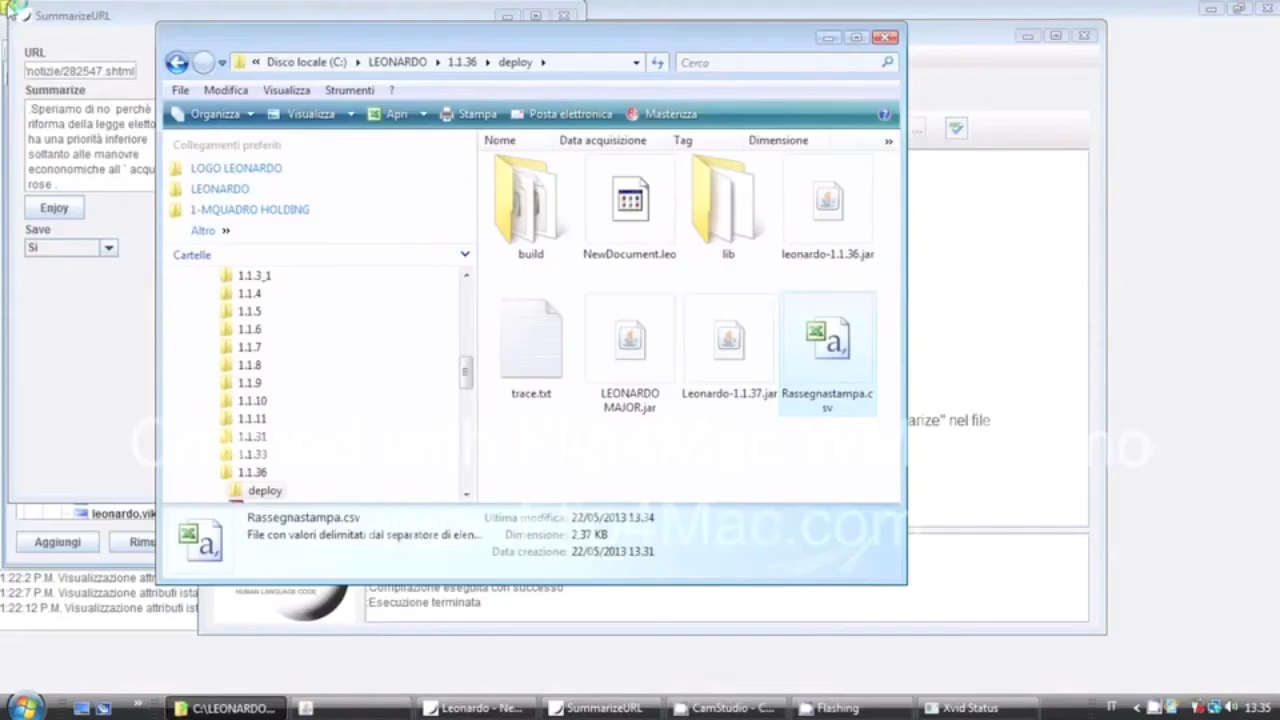 SummarizeURL
URL
'notizie/282547.shtml
Summarize
.Speriamo di no perchè
riforma della legge eletto
ha una priorità inferiore
soltanto alle manovre
econonomiche all ` acqu
rose .
Enjoy
Save
Si
« Disco locale (C:) ▸ LEONARDO ▸ 1.1.36 ▸ deploy ▸
Cerca
File Modifica Visualizza Strumenti ?
Organizza Visualizza Apri Stampa Posta elettronica Masterizza
Collegamenti preferiti
LOGO LEONARDO
LEONARDO
1-MQUADRO HOLDING
Altro »
Cartelle
1.1.3_1
1.1.4
1.1.5
1.1.6
1.1.7
1.1.8
1.1.9
1.1.10
1.1.11
1.1.31
1.1.33
1.1.36
deploy
Nome Data acquisizione Tag Dimensione »
build
NewDocument.leo
lib
leonardo-1.1.36.jar
trace.txt
LEONARDO
MAJOR.jar
Leonardo-1.1.37.jar
Rassegnastampa.c
sv
arize" nel file
Rassegnastampa.csv
File con valori delimitati dal separatore di elen...
Ultima modifica: 22/05/2013 13.34
Dimensione: 2,37 KB
Data creazione: 22/05/2013 13.31
leonardo.vik
Aggiungi
Rimu
1:22:2 P.M. Visualizzazione attri
1:22:7 P.M. Visualizzazione attributi ista
1:22:12 P.M. Visualizzazione attributi ista
HUMAN LANGUAGE CODE
Compilazione eseguita con successo
Esecuzione terminata
C:\LEONARDO...
Leonardo - Ne...
SummarizeURL
CamStudio - C...
Flashing
Xvid Status
IT
13.35